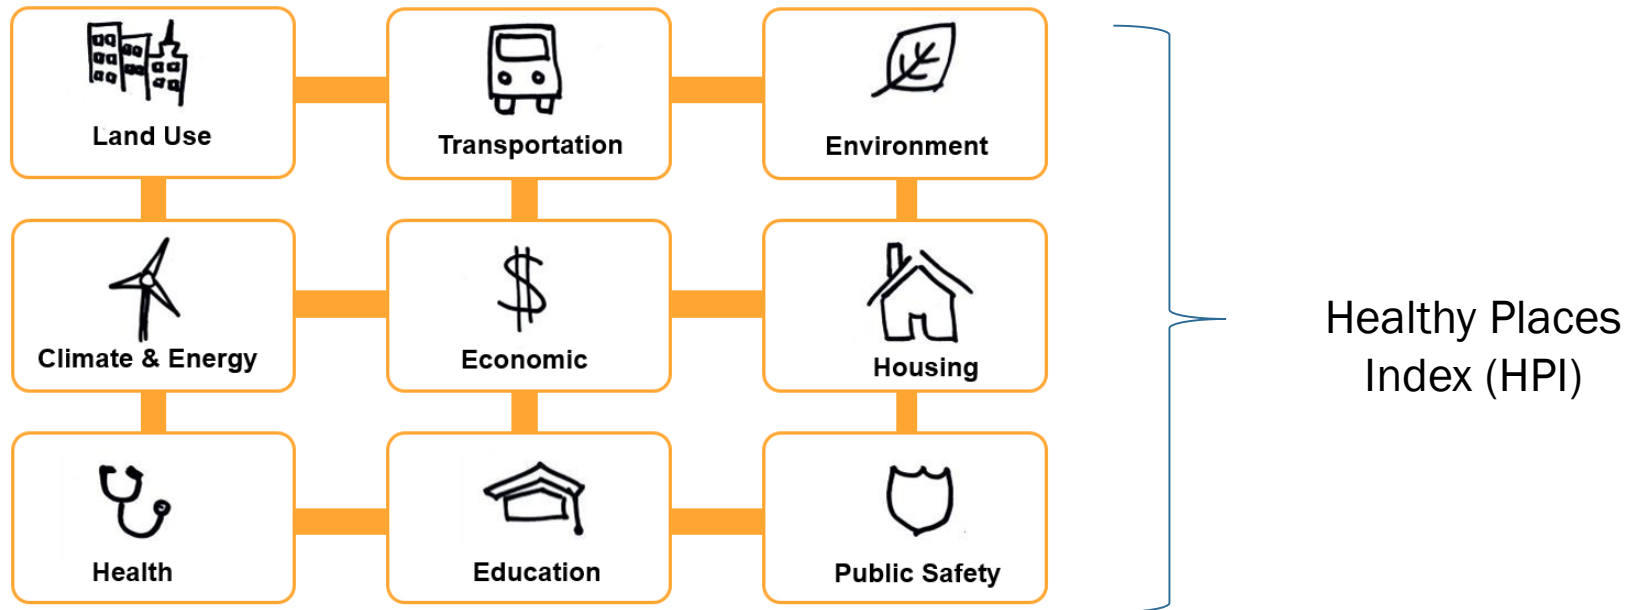 Land Use
Transportation
Environment
Climate & Energy
Economic
Housing
Health
Education
Public Safety
Healthy Places
Index (HPI)